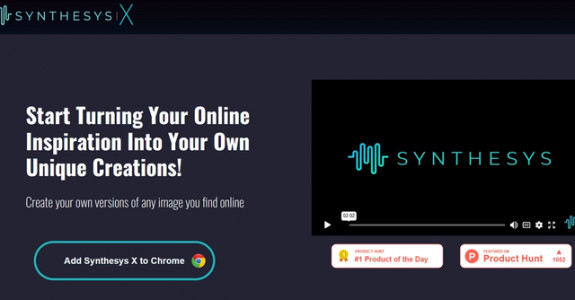 SYNTHESYS X
Start Turning Your Online
Inspiration Into Your Own
Unique Creations!
Create your own versions of any image you find online
Add Synthesys X to Chrome
SYNTHESYS
02:02
PRODUCT HUNT
#1 Product of the Day
FEATURED ON
Product Hunt
1052